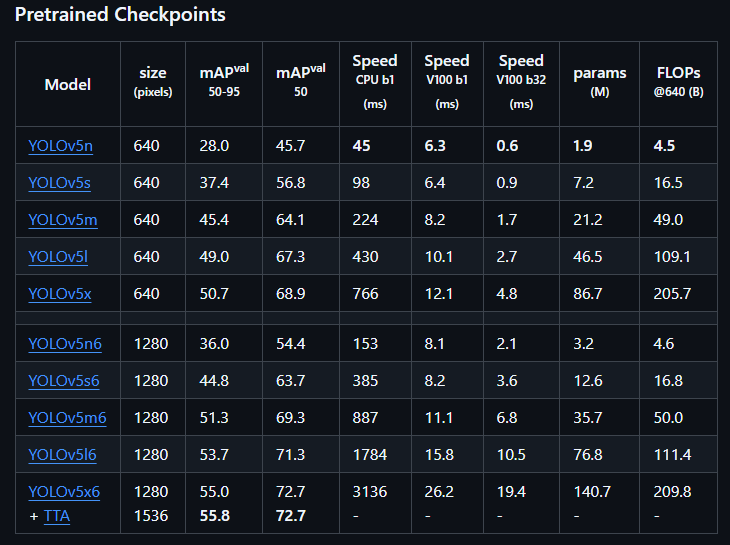 Pretrained Checkpoints
Model size (pixels) mAPval 50-95 mAPval 50 Speed CPU b1 (ms) Speed V100 b1 (ms) Speed V100 b32 (ms) params (M) FLOPs @640 (B)
YOLOv5n 640 28.0 45.7 45 6.3 0.6 1.9 4.5
YOLOv5s 640 37.4 56.8 98 6.4 0.9 7.2 16.5
YOLOv5m 640 45.4 64.1 224 8.2 1.7 21.2 49.0
YOLOv5l 640 49.0 67.3 430 10.1 2.7 46.5 109.1
YOLOv5x 640 50.7 68.9 766 12.1 4.8 86.7 205.7
YOLOv5n6 1280 36.0 54.4 153 8.1 2.1 3.2 4.6
YOLOv5s6 1280 44.8 63.7 385 8.2 3.6 12.6 16.8
YOLOv5m6 1280 51.3 69.3 887 11.1 6.8 35.7 50.0
YOLOv5l6 1280 53.7 71.3 1784 15.8 10.5 76.8 111.4
YOLOv5x6 1280 55.0 72.7 3136 26.2 19.4 140.7 209.8
+ TTA 1536 55.8 72.7 - - - - -